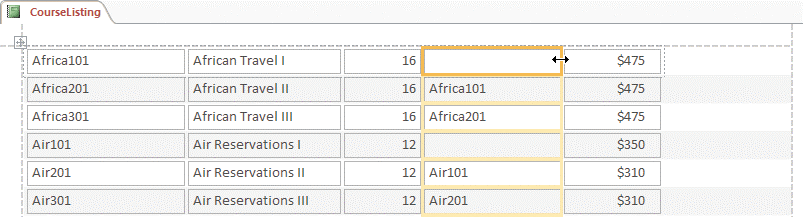 CourseListing
Africa101 African Travel I 16 $475
Africa201 African Travel II 16 Africa101 $475
Africa301 African Travel III 16 Africa201 $475
Air101 Air Reservations I 12 $350
Air201 Air Reservations II 12 Air101 $310
Air301 Air Reservations III 12 Air201 $310